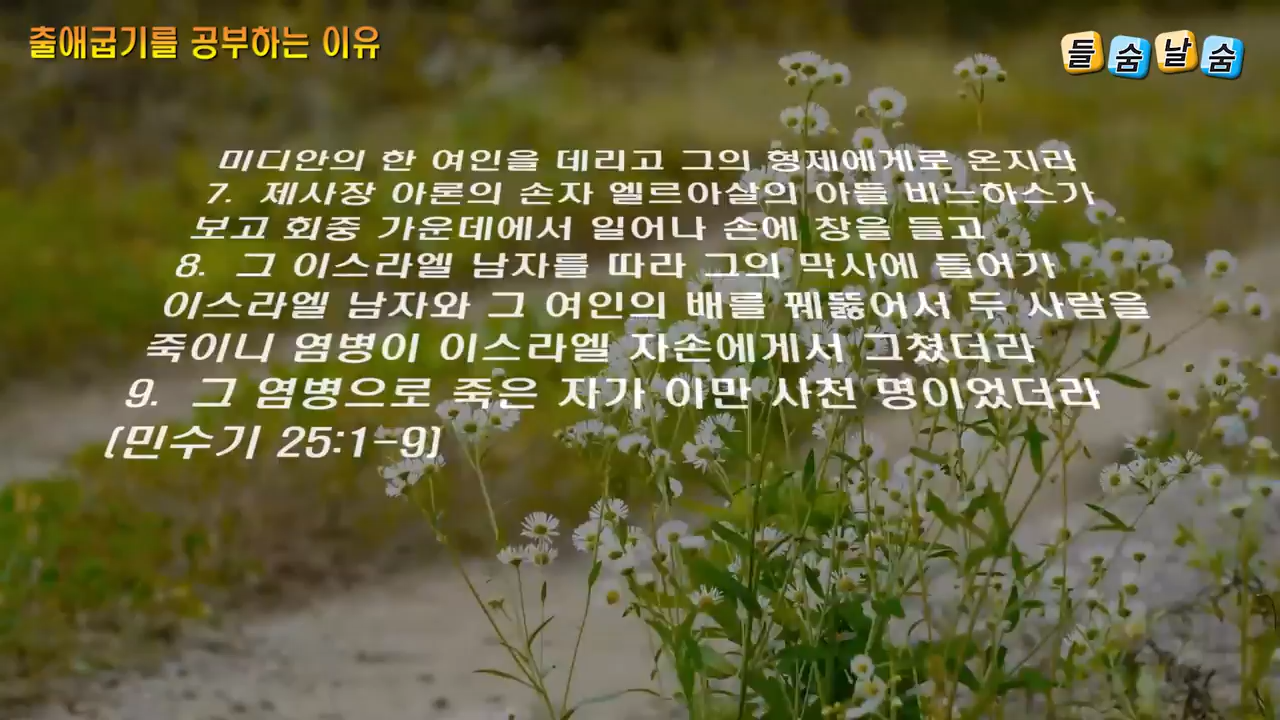 출애굽기를 공부하는 이유
들숨날숨
미디안의 한 여인을 데리고 그의 형제에게로 온지라
7. 제사장 아론의 손자 엘르아살의 아들 비느하스가
보고 회중 가운데에서 일어나 손에 창을 들고
8. 그 이스라엘 남자를 따라 그의 막사에 들어가
이스라엘 남자와 그 여인의 배를 꿰뚫어서 두 사람을
죽이니 염병이 이스라엘 자손에게서 그쳤더라
9. 그 염병으로 죽은 자가 이만 사천 명이었더라
(민수기 25:1-9)